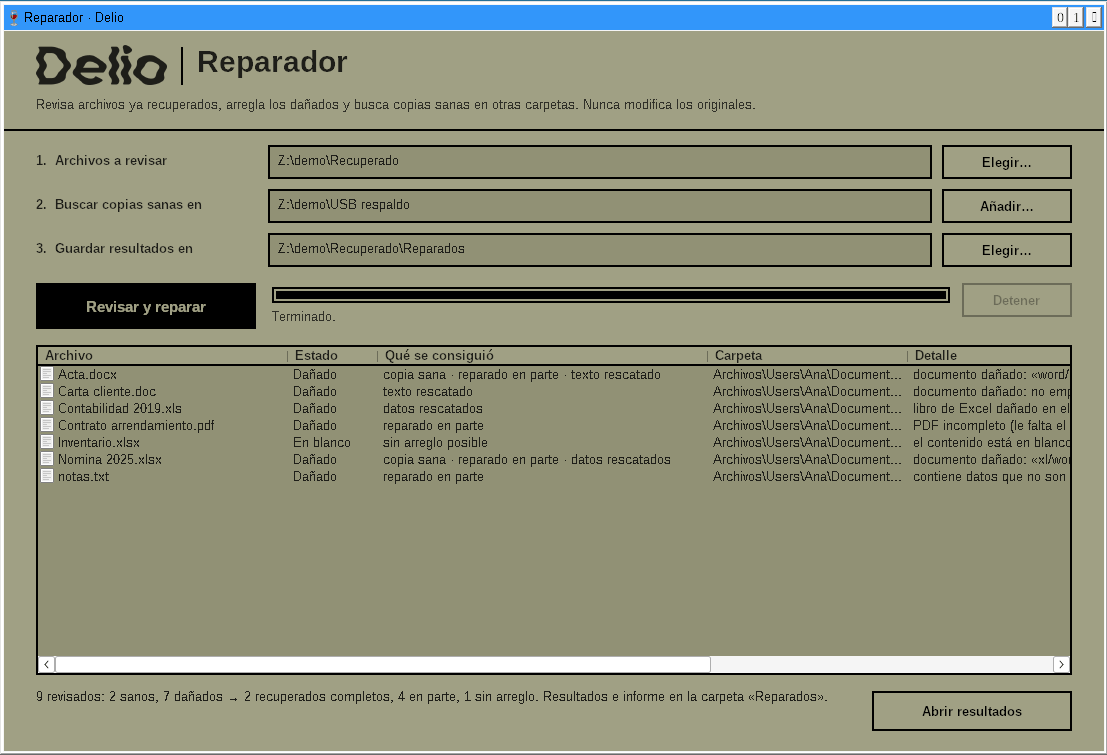 Reparador · Delio
0 1
Delio | Reparador
Revisa archivos ya recuperados, arregla los dañados y busca copias sanas en otras carpetas. Nunca modifica los originales.
1. Archivos a revisar Z:\demo\Recuperado Elegir...
2. Buscar copias sanas en Z:\demo\USB respaldo Añadir...
3. Guardar resultados en Z:\demo\Recuperado\Reparados Elegir...
Revisar y reparar Detener
Terminado.
Archivo Estado Qué se consiguió Carpeta Detalle
Acta.docx Dañado copia sana · reparado en parte · texto rescatado Archivos\Users\Ana\Document... documento dañado: «word/
Carta cliente.doc Dañado texto rescatado Archivos\Users\Ana\Document... documento dañado: no emp
Contabilidad 2019.xls Dañado datos rescatados Archivos\Users\Ana\Document... libro de Excel dañado en el
Contrato arrendamiento.pdf Dañado reparado en parte Archivos\Users\Ana\Document... PDF incompleto (le falta el
Inventario.xlsx En blanco sin arreglo posible Archivos\Users\Ana\Document... el contenido está en blanco
Nomina 2025.xlsx Dañado copia sana · reparado en parte · datos rescatados Archivos\Users\Ana\Document... documento dañado: «xl/wor
notas.txt Dañado reparado en parte Archivos\Users\Ana\Document... contiene datos que no son
9 revisados: 2 sanos, 7 dañados → 2 recuperados completos, 4 en parte, 1 sin arreglo. Resultados e informe en la carpeta «Reparados».
Abrir resultados